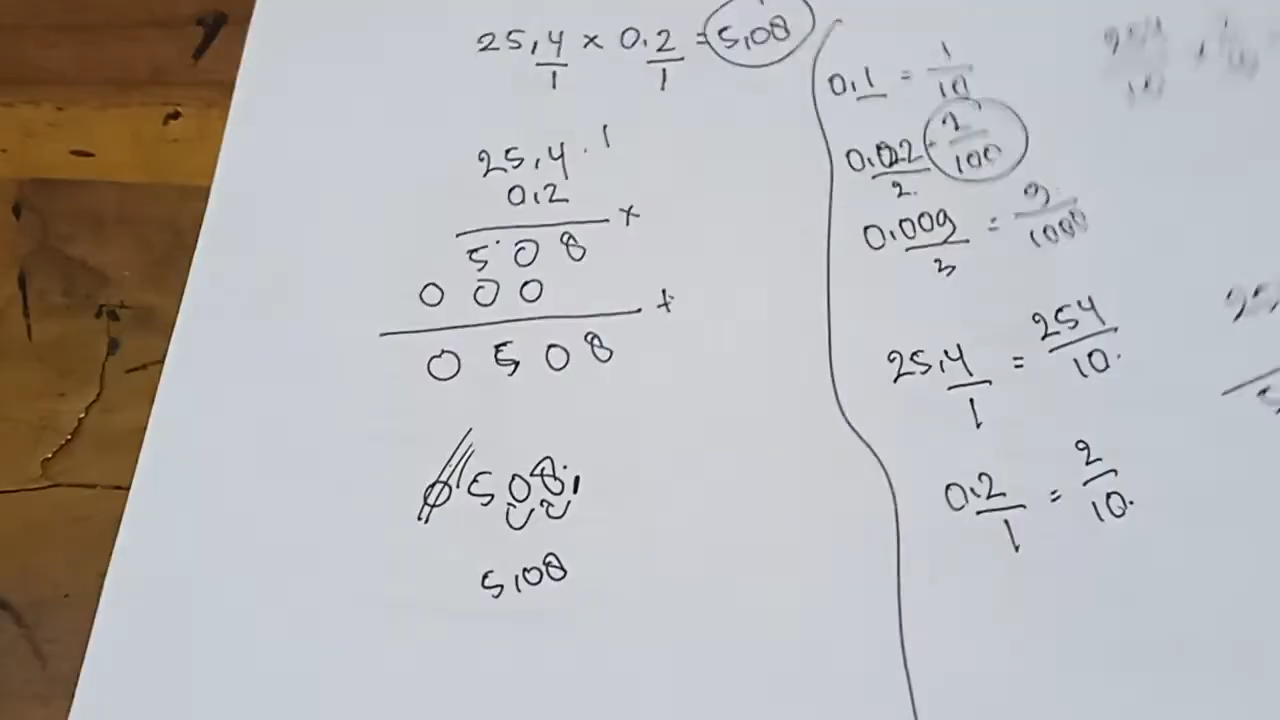 25,4 x 0.2 = 5,08
1 1
25,4
0.2
x
5 0 8
0 0 0
+
0 5 0 8
0 5 0 8,
5,08
0,1 = 1/10
0.022 = 2/100
2.
0.009 = 9/1000
3
25,4 = 254/10.
1
0.2 = 2/10.
1